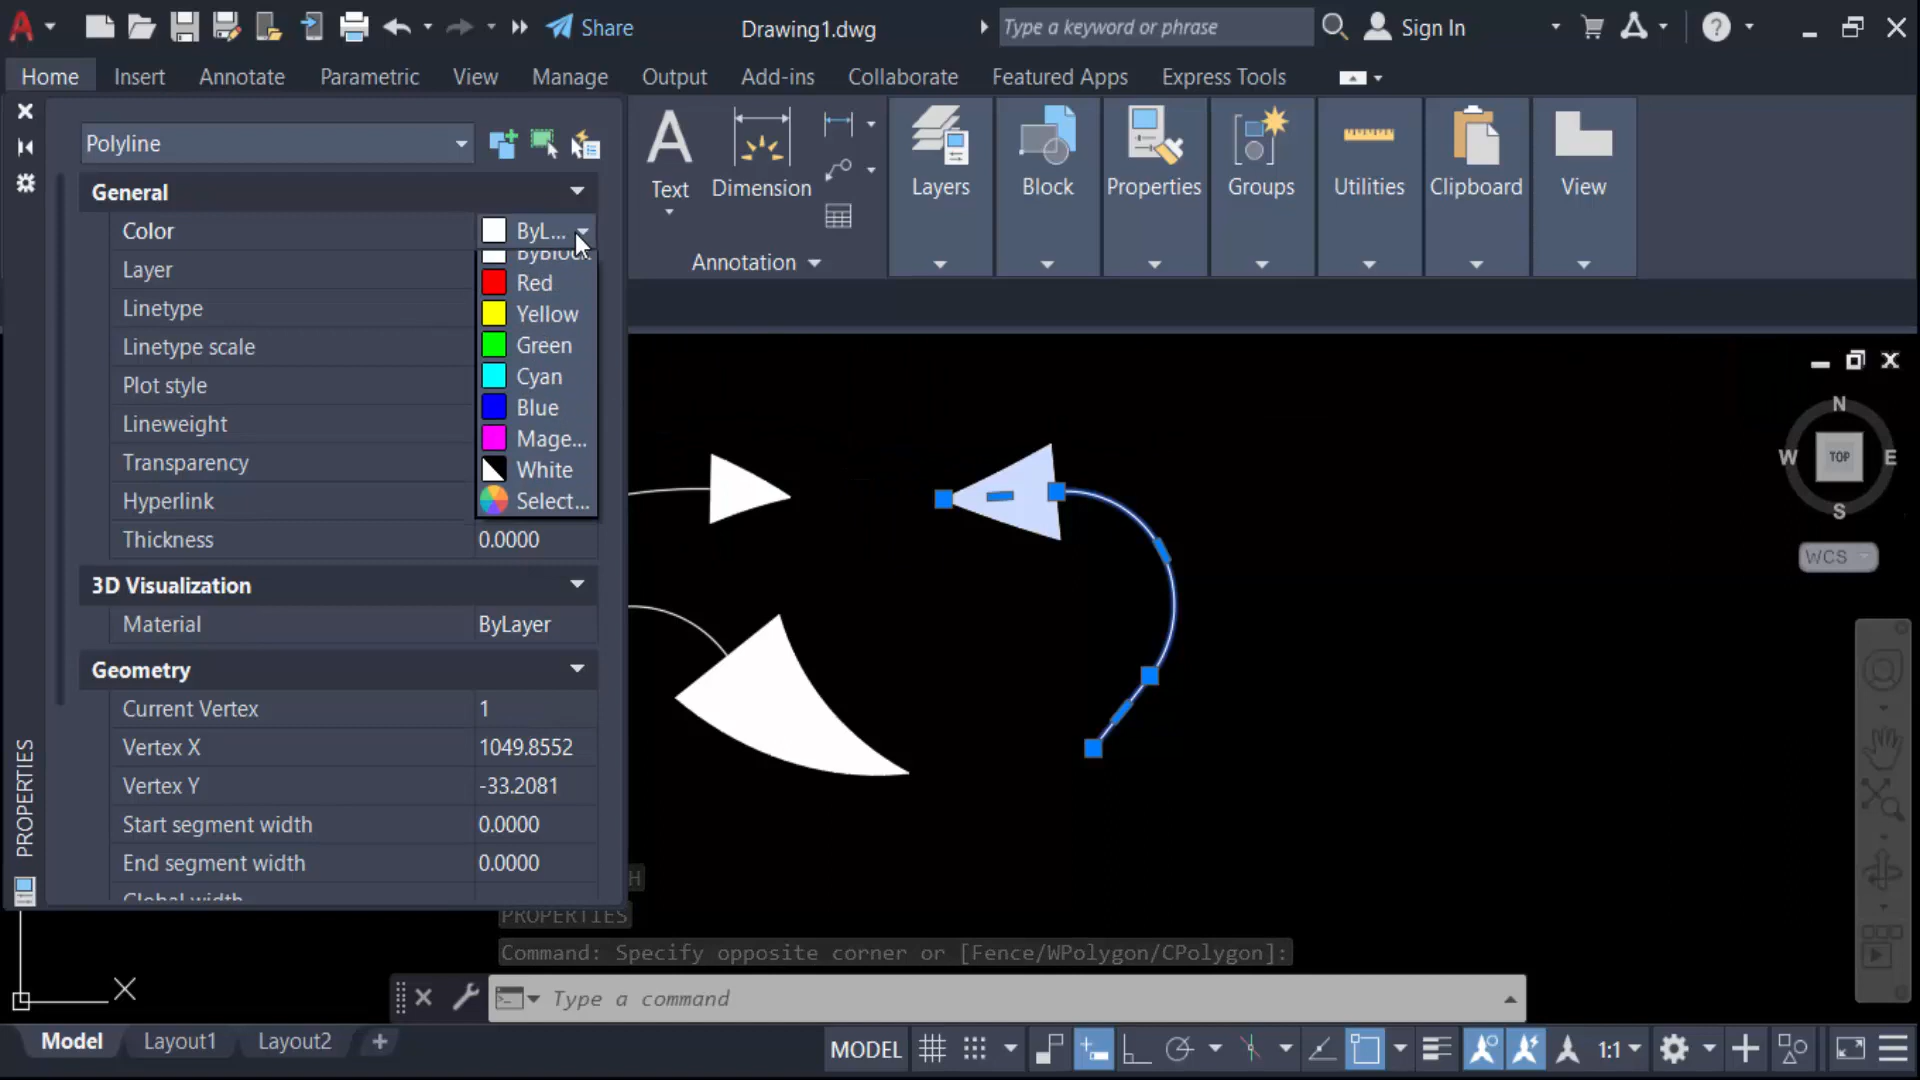 Share
Drawing1.dwg
Type a keyword or phrase
Sign In
Home Insert Annotate Parametric View Manage Output Add-ins Collaborate Featured Apps Express Tools
Polyline
General
Color ByL...
ByBloc
Layer
Red
Linetype
Yellow
Linetype scale
Green
Plot style
Cyan
Lineweight
Blue
Mage...
Transparency
White
Hyperlink
Select...
Thickness 0.0000
3D Visualization
Material ByLayer
Geometry
Current Vertex 1
Vertex X 1049.8552
Vertex Y -33.2081
Start segment width 0.0000
End segment width 0.0000
Global width
PROPERTIES
Text
Dimension
Annotation
Layers
Block
Properties
Groups
Utilities
Clipboard
View
N
W TOP E
S
WCS
H
PROPERTIES
Command: Specify opposite corner or [Fence/WPolygon/CPolygon]:
Type a command
X
Model Layout1 Layout2 +
MODEL
1:1